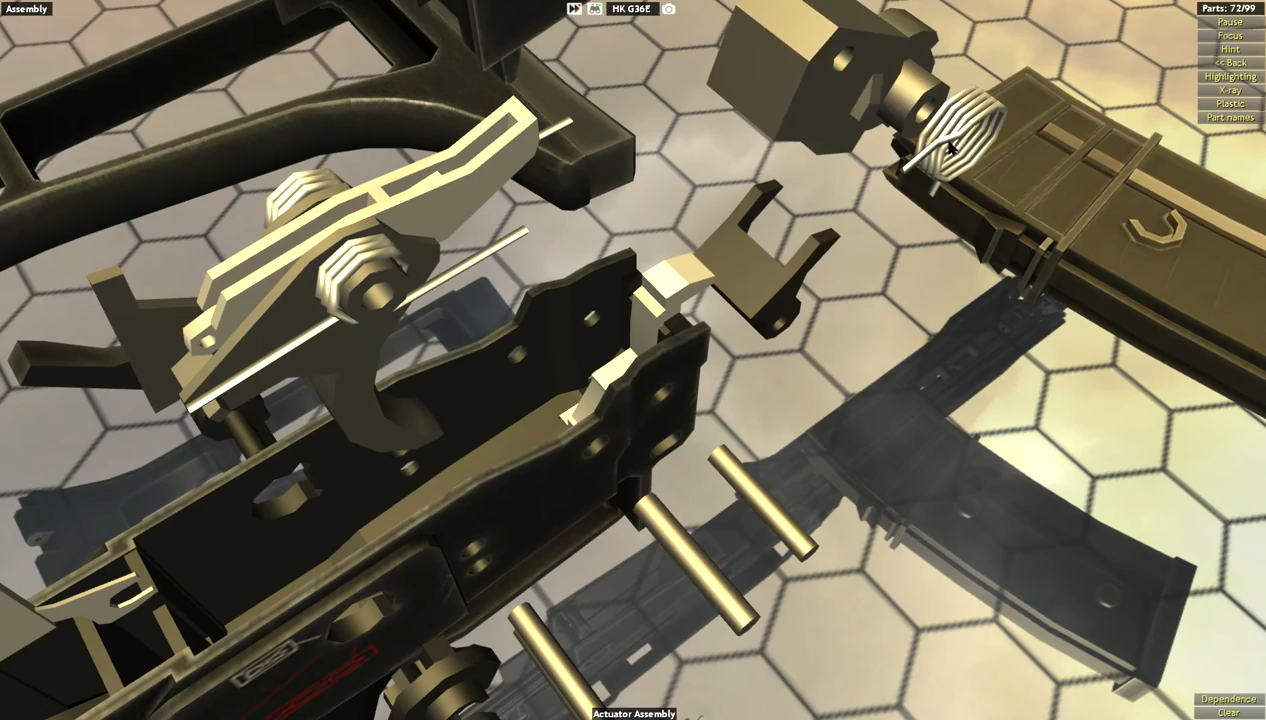 Assembly
HK G36E
Parts: 72/99
Pause
Focus
Hint
<< Back
Highlighting
X-ray
Plastic
Part names
Actuator Assembly
Dependence
Clear